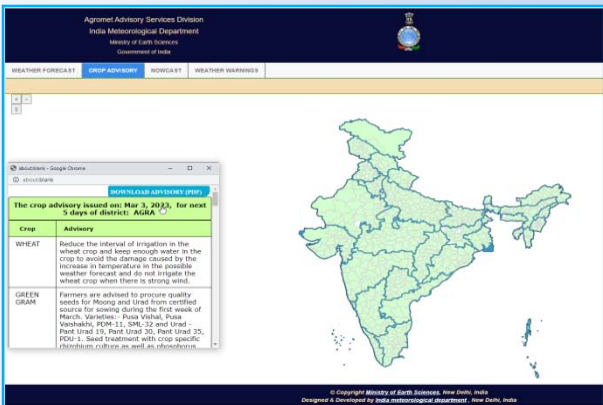 Agromet Advisory Services Division
India Meteorological Department
Ministry of Earth Sciences
Government of India
WEATHER FORECAST CROP ADVISORY NOWCAST WEATHER WARNINGS
about:blank - Google Chrome
about:blank
DOWNLOAD ADVISORY (PDF)
The crop advisory issued on: Mar 3, 2023, for next
5 days of district: AGRA
Crop Advisory
WHEAT Reduce the interval of irrigation in the
wheat crop and keep enough water in the
crop to avoid the damage caused by the
increase in temperature in the possible
weather forecast and do not irrigate the
wheat crop when there is strong wind.
GREEN GRAM Farmers are advised to procure quality
seeds for Moong and Urad from certified
source for sowing during the first week of
March. Varieties:- Pusa Vishal, Pusa
Vaishakhi, PDM-11, SML-32 and Urad -
Pant Urad 19, Pant Urad 30, Pant Urad 35,
PDU-1. Seed treatment with crop specific
rhizobium culture as well as phosphorus
© Copyright Ministry of Earth Sciences, New Delhi, India
Designed & Developed by India meteorological department , New Delhi, India